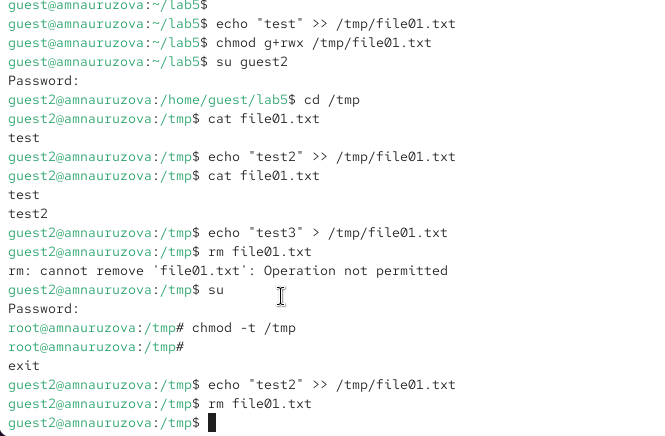 guest@amnauruzova:~/lab5$
guest@amnauruzova:~/lab5$ echo "test" >> /tmp/file01.txt
guest@amnauruzova:~/lab5$ chmod g+rwx /tmp/file01.txt
guest@amnauruzova:~/lab5$ su guest2
Password:
guest2@amnauruzova:/home/guest/lab5$ cd /tmp
guest2@amnauruzova:/tmp$ cat file01.txt
test
guest2@amnauruzova:/tmp$ echo "test2" >> /tmp/file01.txt
guest2@amnauruzova:/tmp$ cat file01.txt
test
test2
guest2@amnauruzova:/tmp$ echo "test3" > /tmp/file01.txt
guest2@amnauruzova:/tmp$ rm file01.txt
rm: cannot remove 'file01.txt': Operation not permitted
guest2@amnauruzova:/tmp$ su
Password:
root@amnauruzova:/tmp# chmod -t /tmp
root@amnauruzova:/tmp#
exit
guest2@amnauruzova:/tmp$ echo "test2" >> /tmp/file01.txt
guest2@amnauruzova:/tmp$ rm file01.txt
guest2@amnauruzova:/tmp$